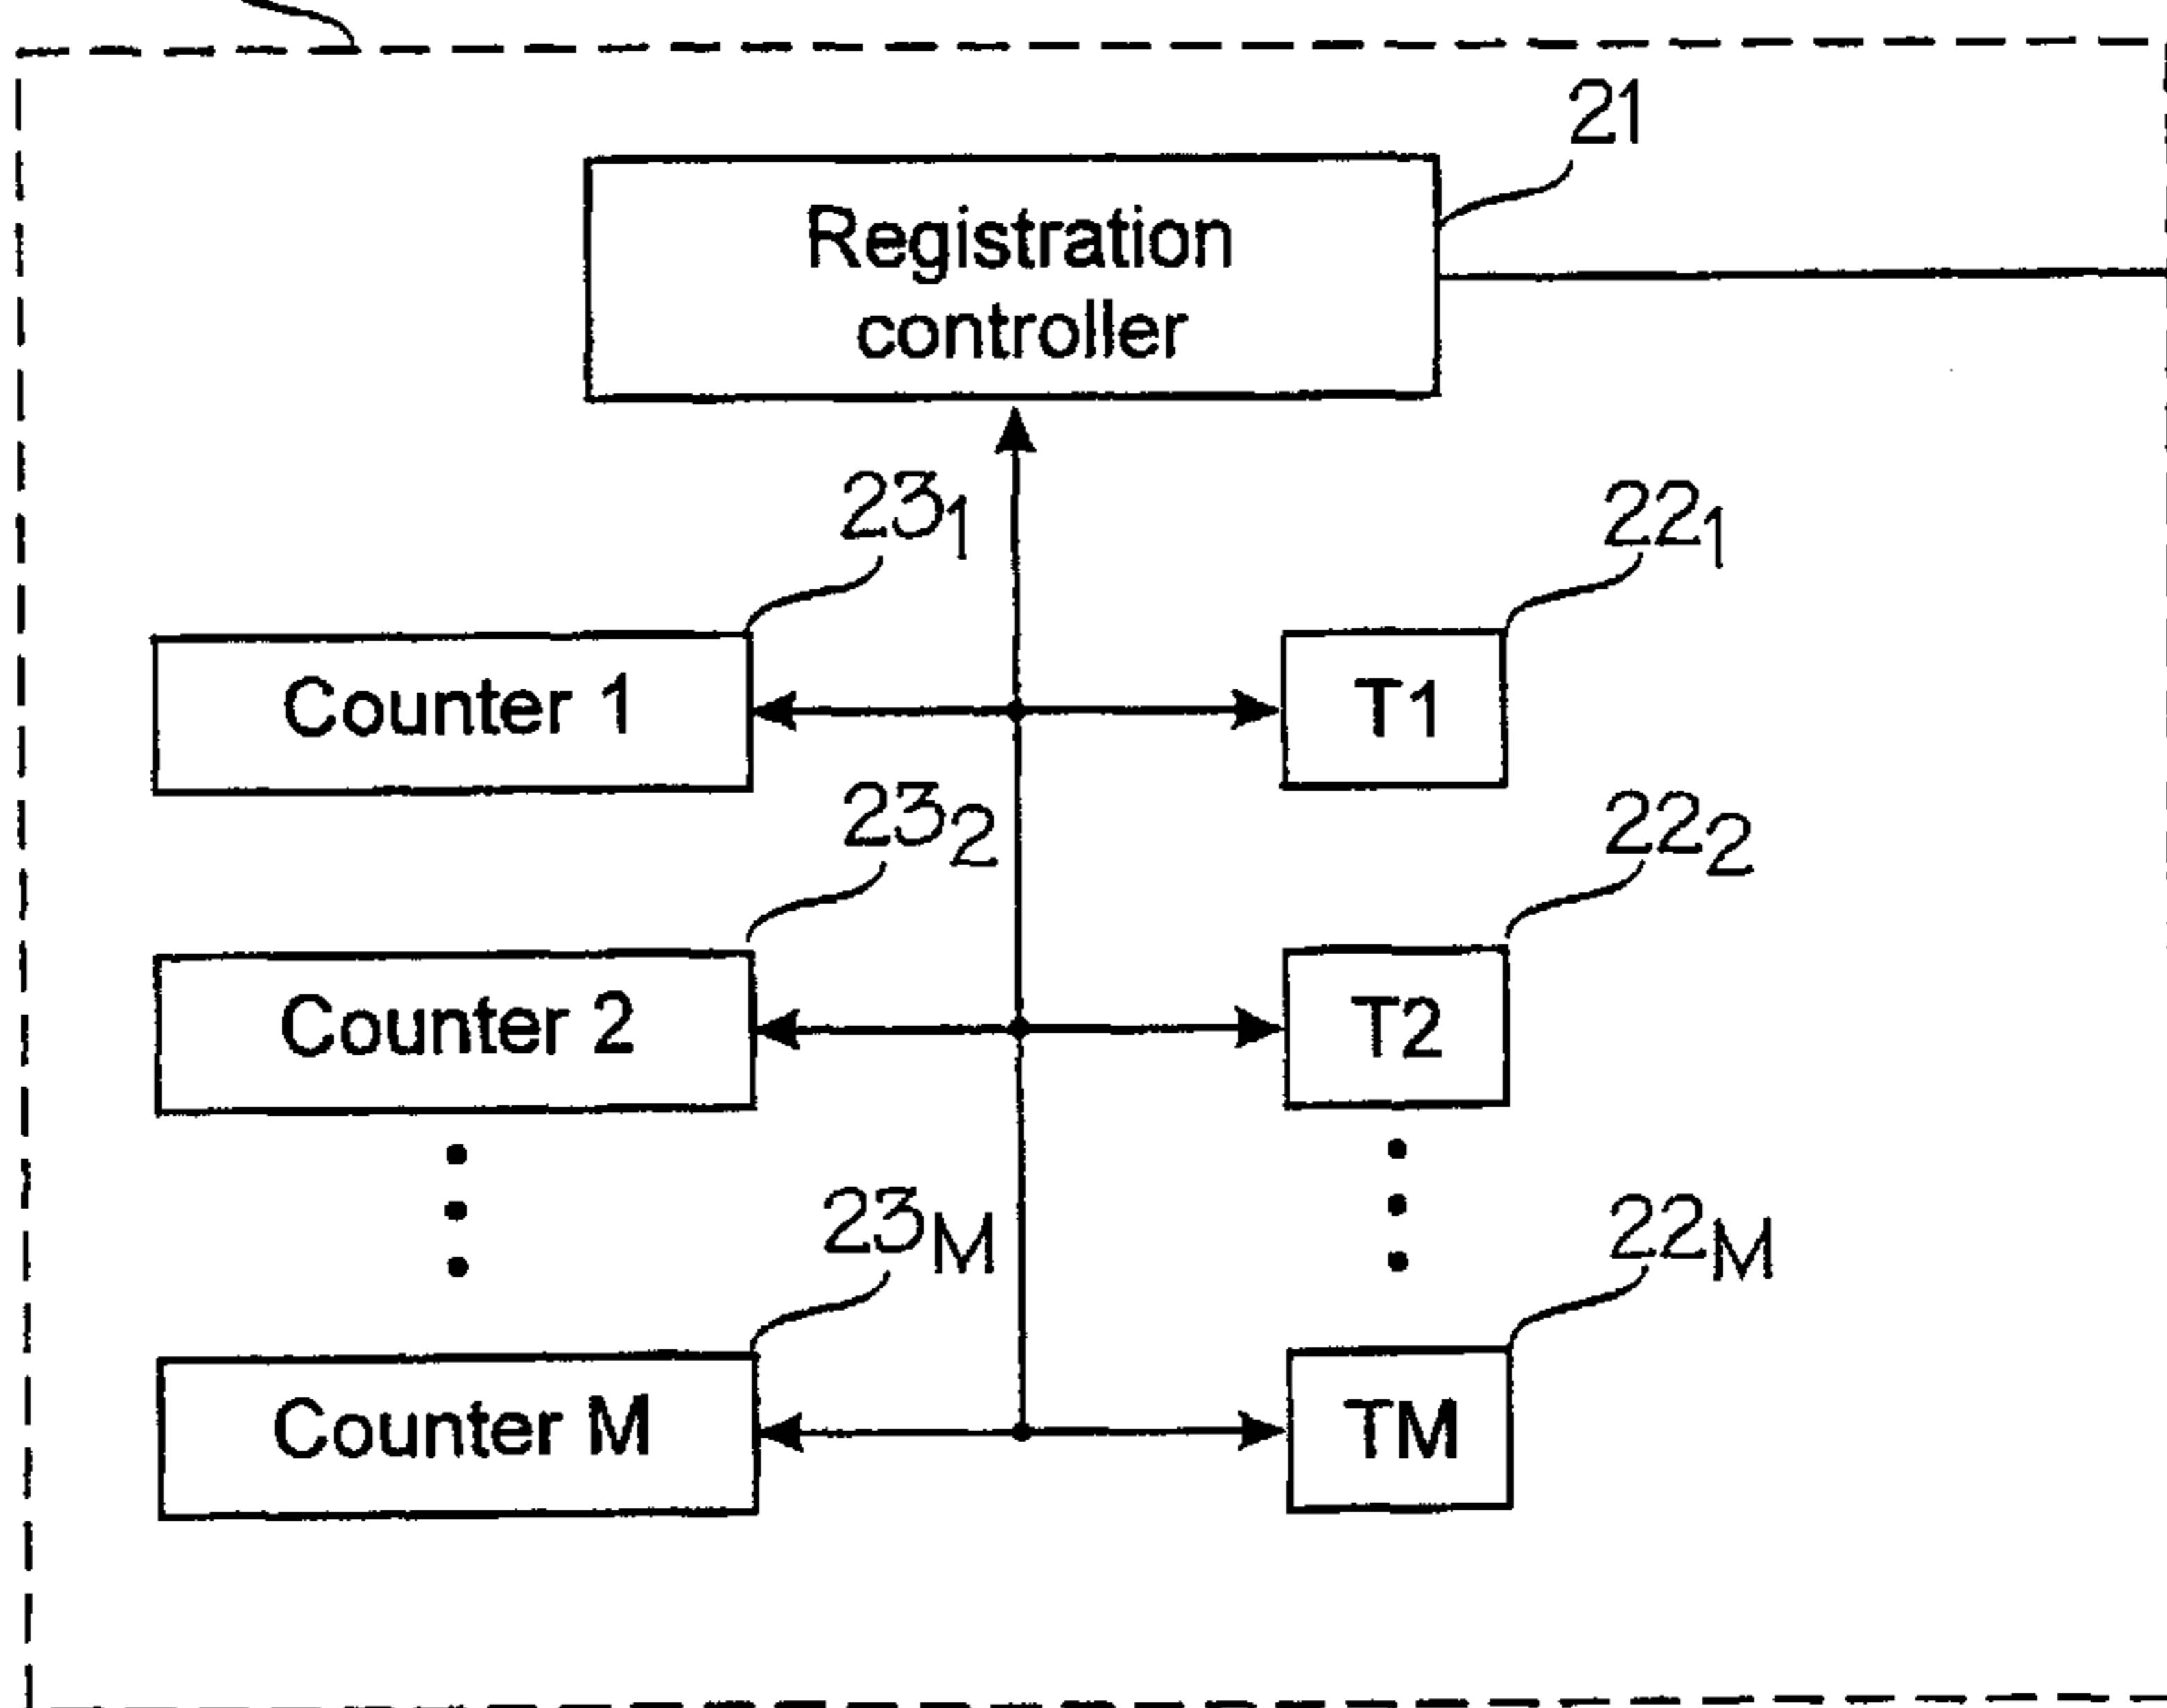 21
Registration
controller
23₁
22₁
Counter 1
T1
23₂
22₂
Counter 2
T2
23M
22M
Counter M
TM